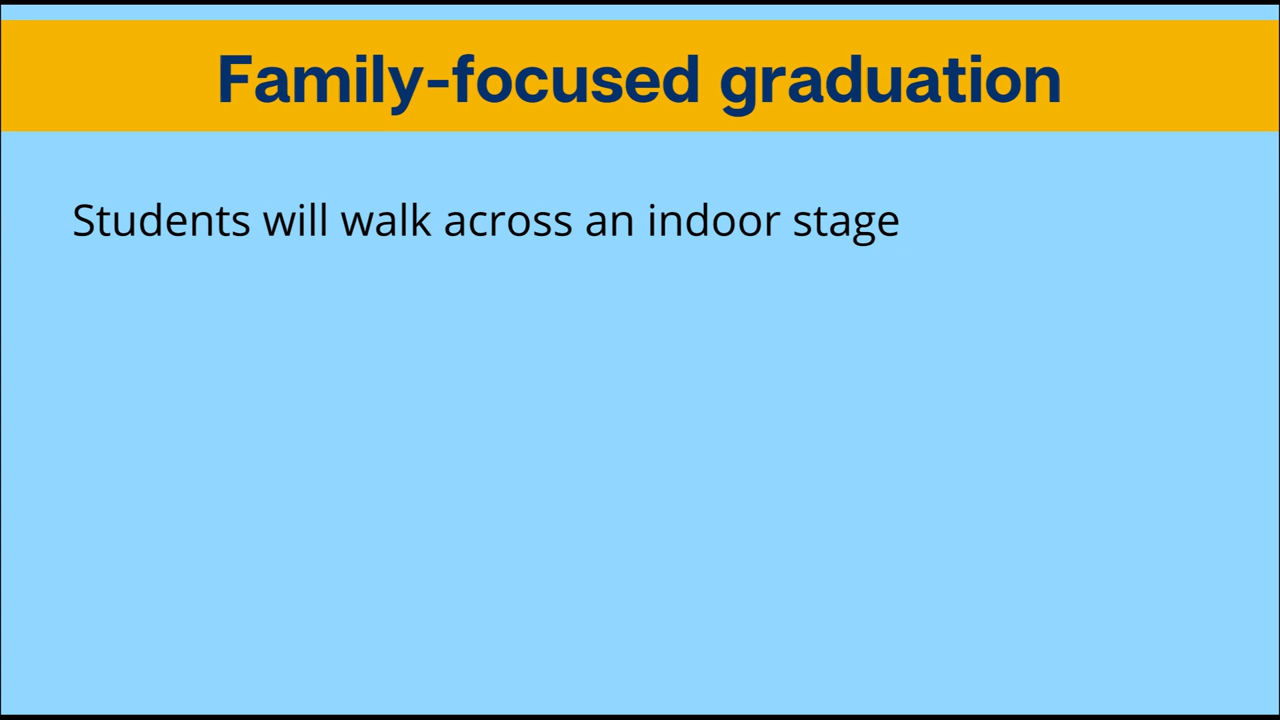 Family-focused graduation
Students will walk across an indoor stage